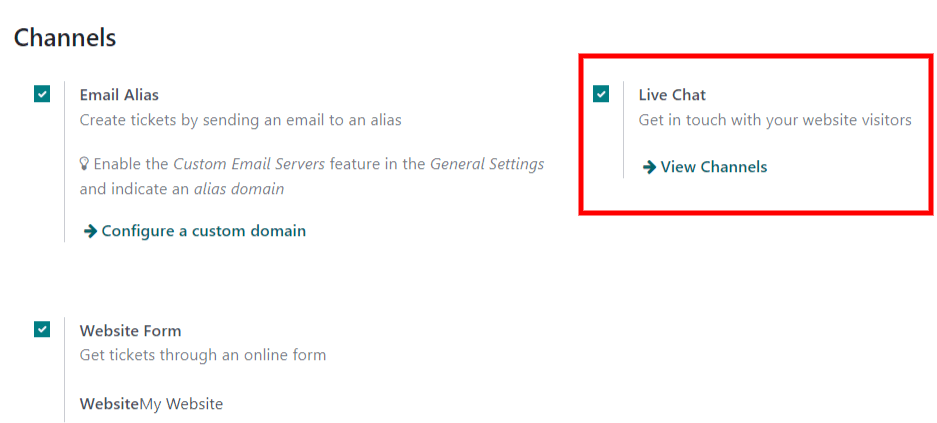 Channels
Email Alias
Create tickets by sending an email to an alias
Enable the Custom Email Servers feature in the General Settings
and indicate an alias domain
Configure a custom domain
Live Chat
Get in touch with your website visitors
View Channels
Website Form
Get tickets through an online form
WebsiteMy Website